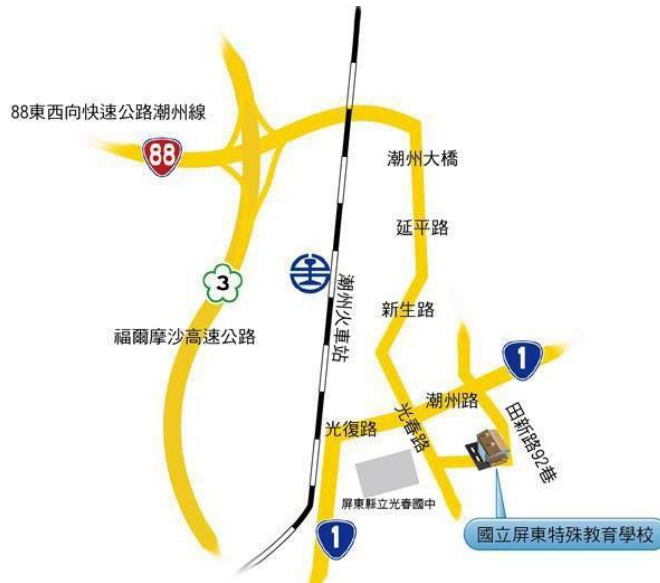 88東西向快速公路潮州線
88
潮州大橋
延平路
3
潮州火車站
新生路
福爾摩沙高速公路
1
潮州路
光復路
光春路
田新路92巷
屏東縣立光春國中
1
國立屏東特殊教育學校